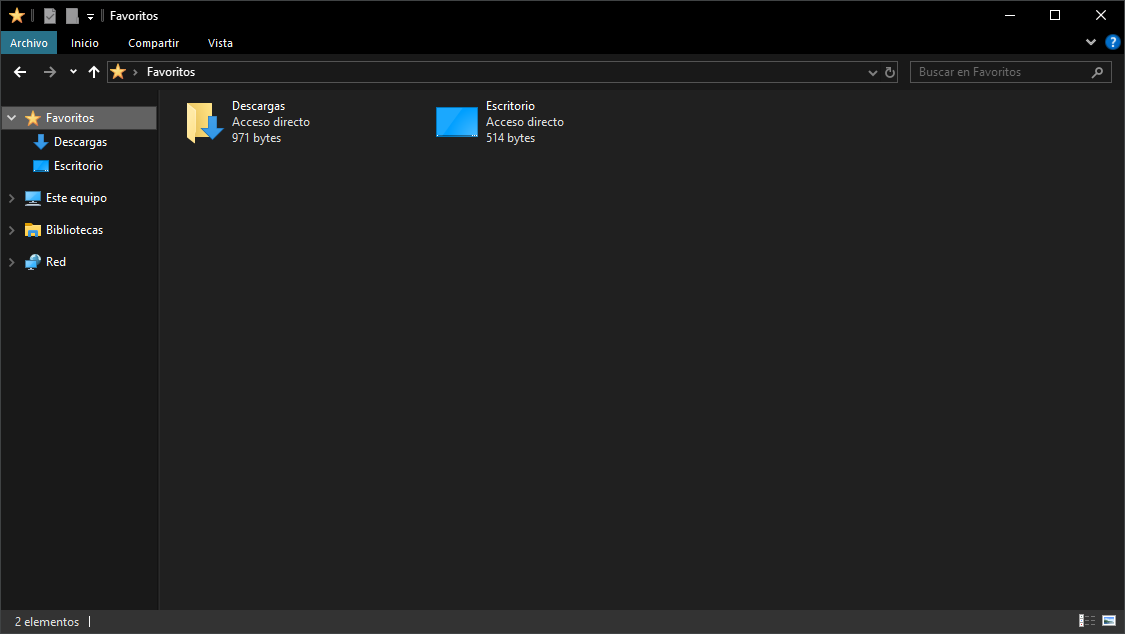 Favoritos
Archivo Inicio Compartir Vista ?
Favoritos Buscar en Favoritos
Favoritos
Descargas
Escritorio
Este equipo
Bibliotecas
Red
Descargas
Acceso directo
971 bytes
Escritorio
Acceso directo
514 bytes
2 elementos